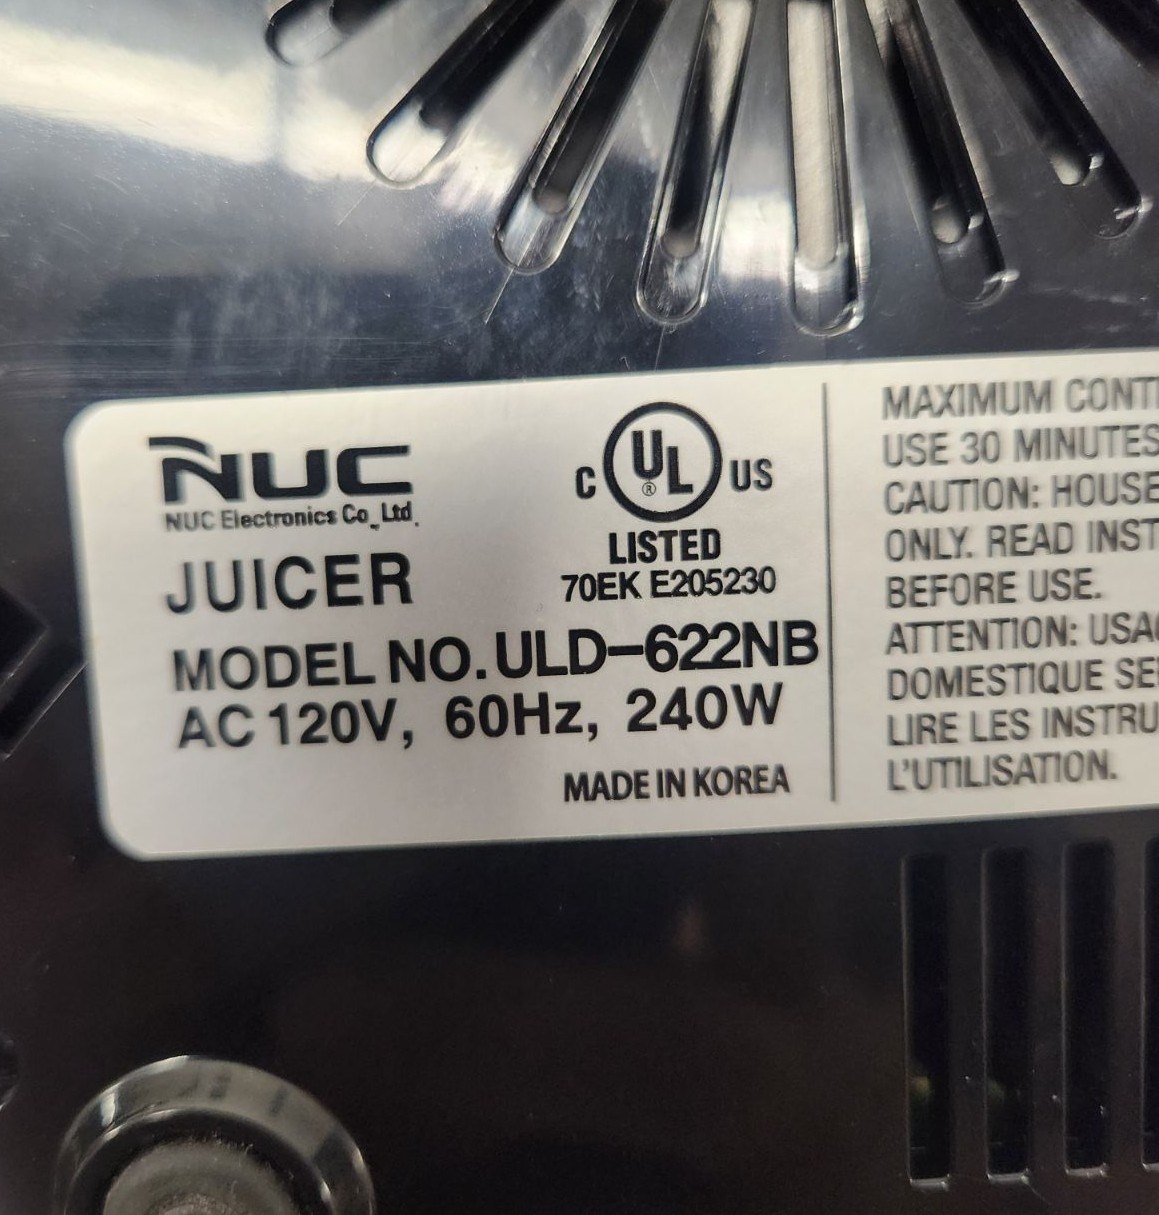 NUC
NUC Electronics Co., Ltd.
JUICER
C UL® US
LISTED
70EK E205230
MODEL NO. ULD-622NB
AC 120V, 60Hz, 240W
MADE IN KOREA
MAXIMUM
USE 30 MINUTES
CAUTION:
ONLY. READ
BEFORE USE.
ATTENTION:
DOMESTIQUE
LIRE LES
L'UTILISATION.